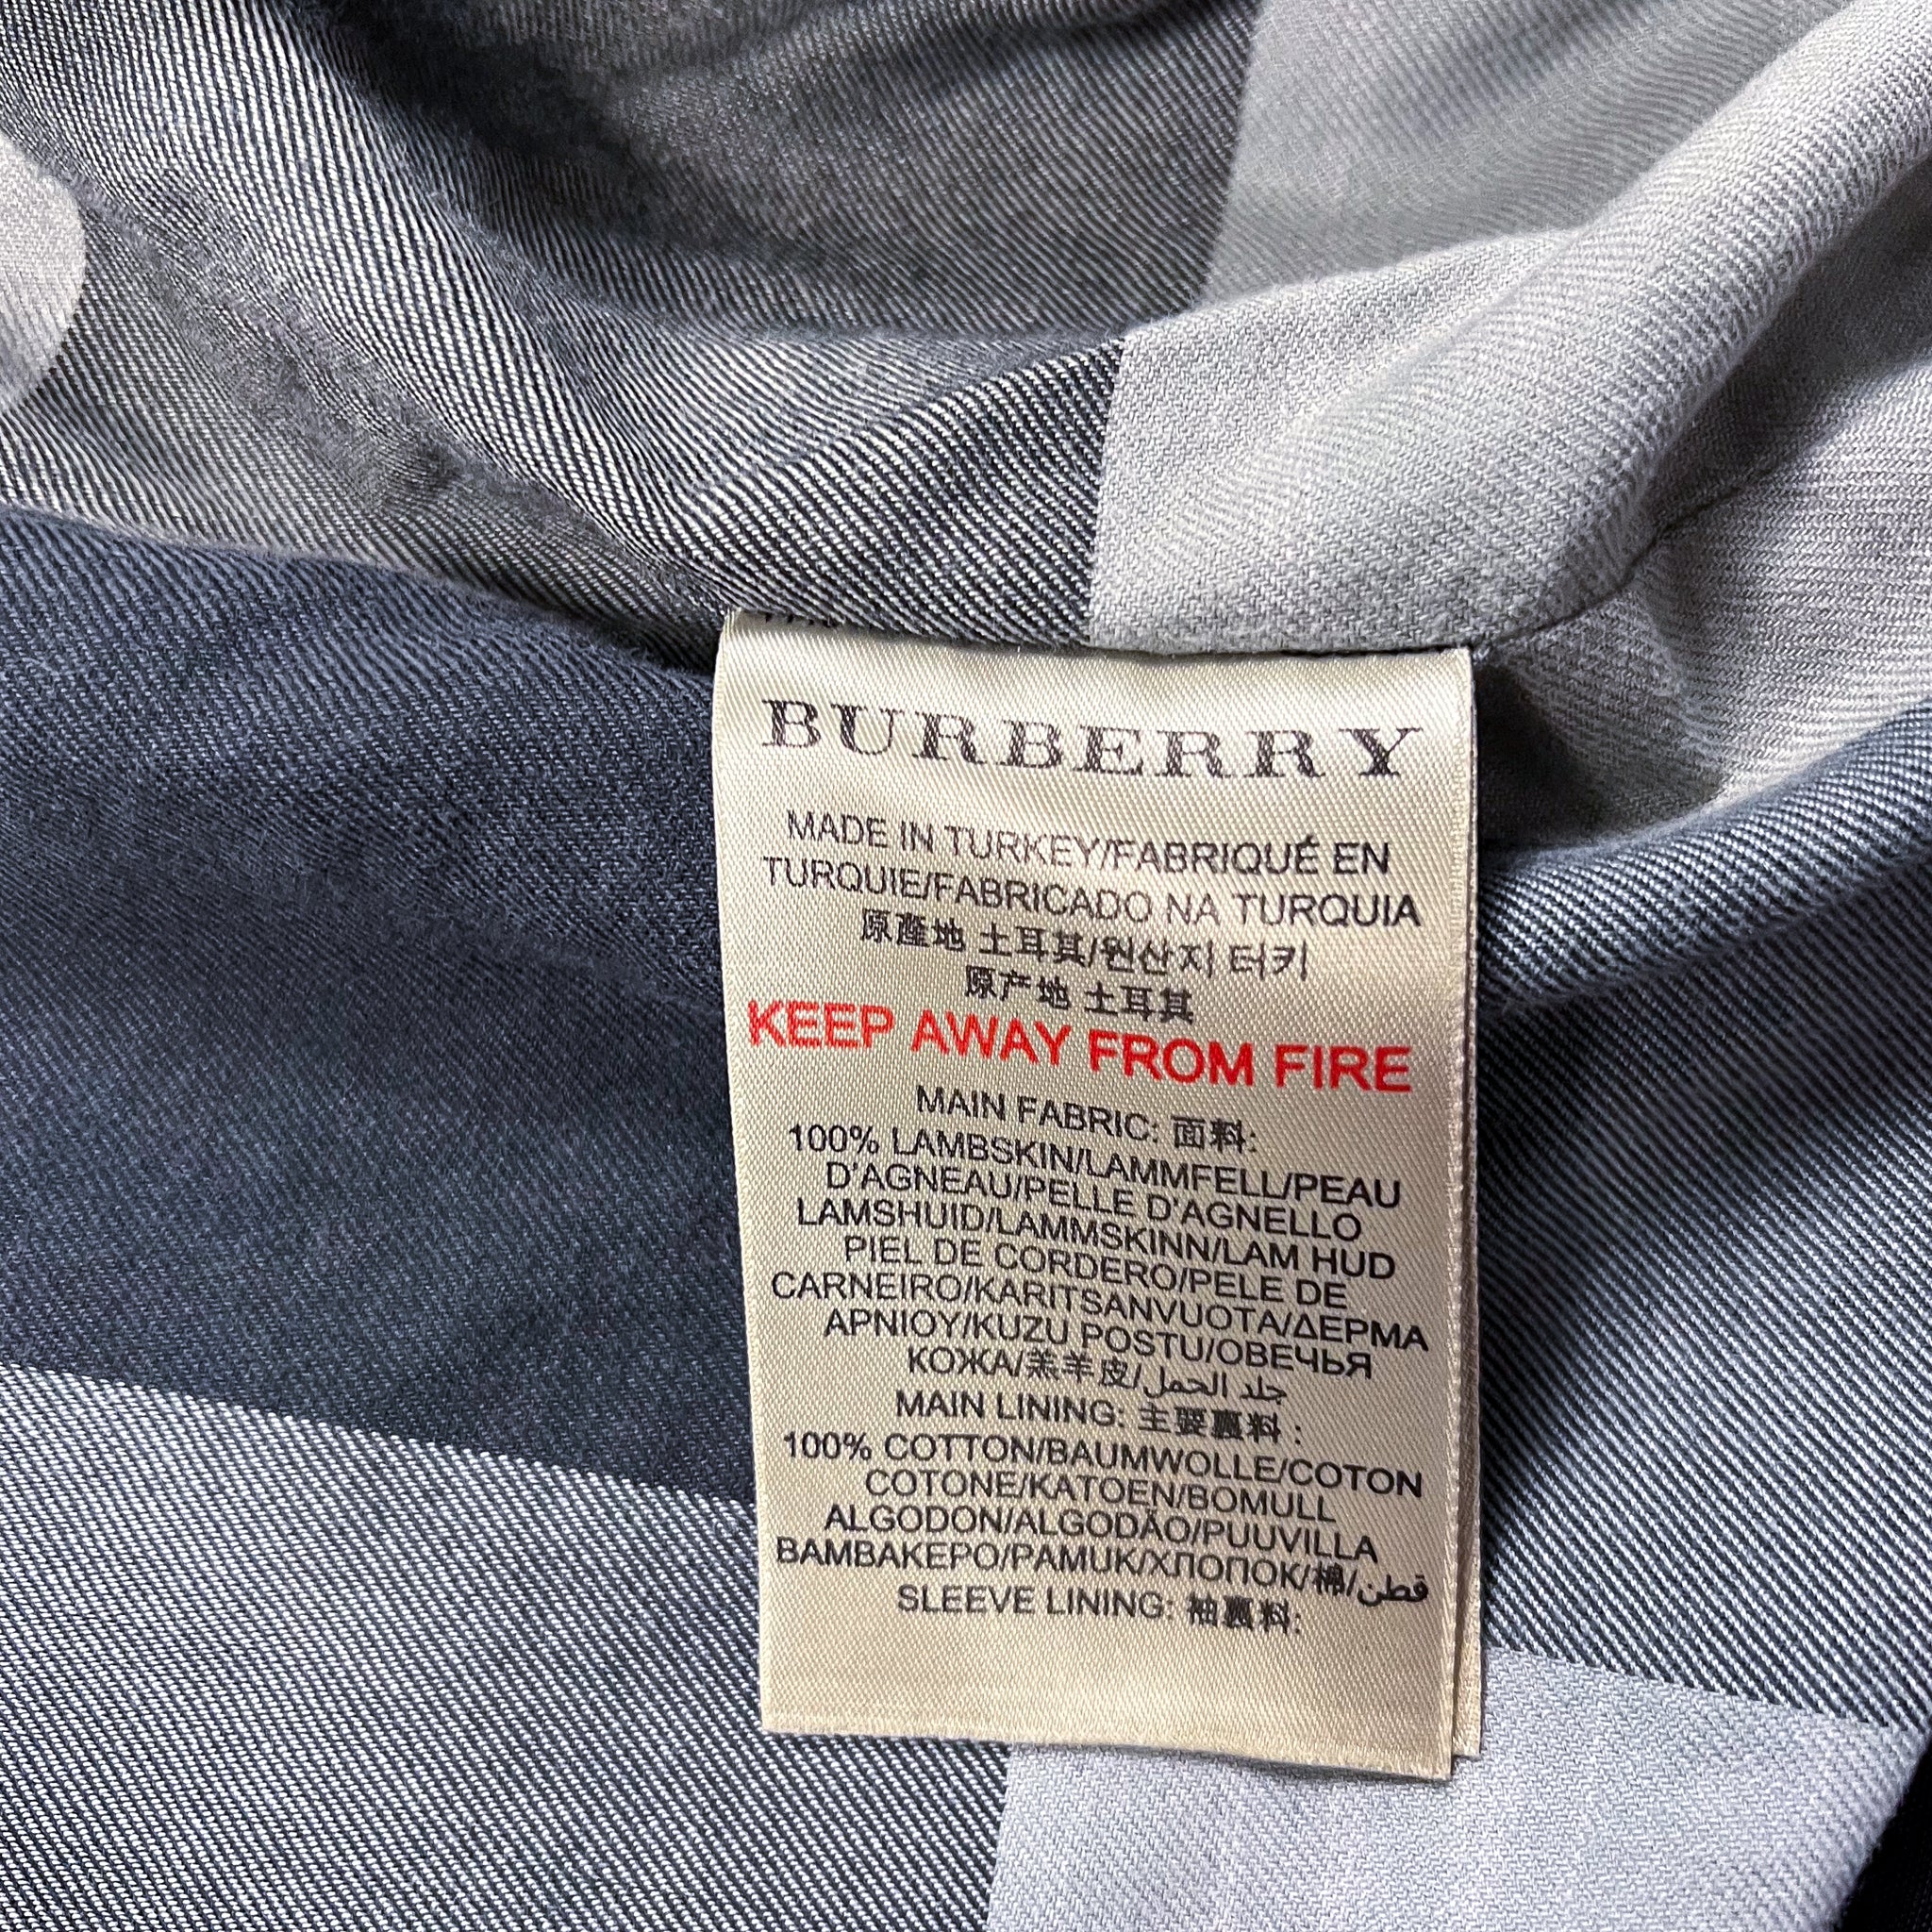 BURBERRY
MADE IN TURKEY/FABRIQUÉ EN
TURQUIE/FABRICADO NA TURQUIA
原產地 土耳其/원산지 터키
原产地 土耳其
KEEP AWAY FROM FIRE
MAIN FABRIC: 面料:
100% LAMBSKIN/LAMMFELL/PEAU
D'AGNEAU/PELLE D'AGNELLO
LAMSHUID/LAMMSKINN/LAM HUD
PIEL DE CORDERO/PELE DE
CARNEIRO/KARITSANVUOTA/ΔΕΡΜΑ
ΑΡΝΙΟΥ/KUZU POSTU/ОВЕЧЬЯ
КОЖА/羔羊皮/جلد الحمل
MAIN LINING: 主要裏料 :
100% COTTON/BAUMWOLLE/COTON
COTONE/KATOEN/BOMULL
ALGODON/ALGODÃO/PUUVILLA
ΒΑΜΒΑΚΕΡΟ/PAMUK/ХЛОПОК/棉/قطن
SLEEVE LINING: 袖裏料: